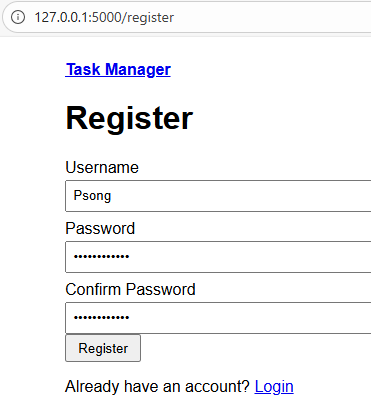 127.0.0.1:5000/register
Task Manager
Register
Username
Psong
Password
••••••••••••
Confirm Password
••••••••••••
Register
Already have an account? Login